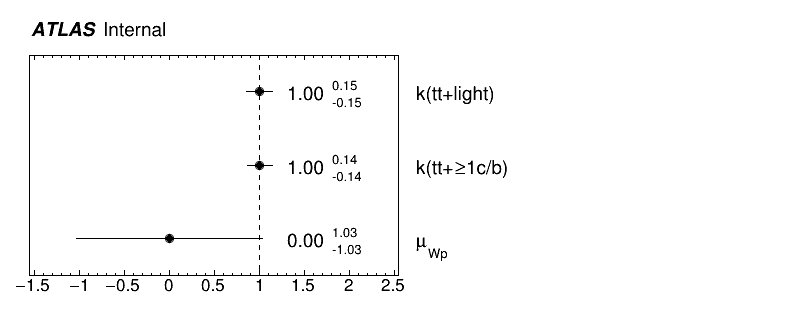 ATLAS Internal
1.00 0.15 -0.15 k(tt+light)
1.00 0.14 -0.14 k(tt+≥1c/b)
0.00 1.03 -1.03 μWp
−1.5 −1 −0.5 0 0.5 1 1.5 2 2.5